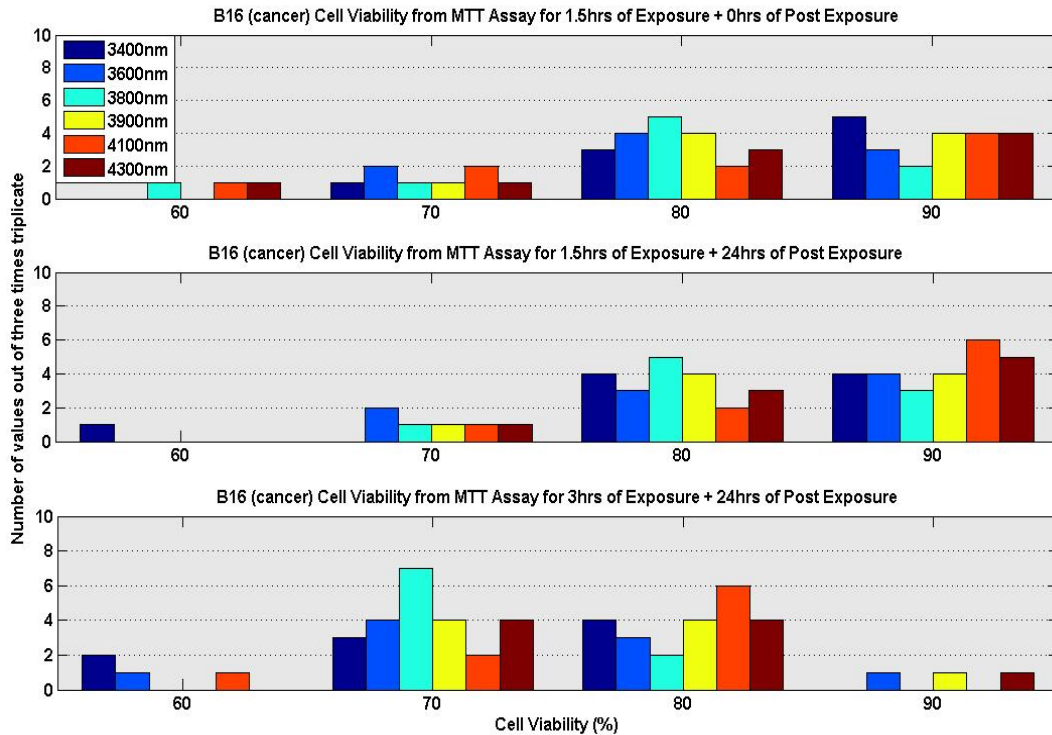 B16 (cancer) Cell Viability from MTT Assay for 1.5hrs of Exposure + 0hrs of Post Exposure
10
8
6
4
2
0
3400nm
3600nm
3800nm
3900nm
4100nm
4300nm
60 70 80 90
B16 (cancer) Cell Viability from MTT Assay for 1.5hrs of Exposure + 24hrs of Post Exposure
Number of values out of three times triplicate
10
8
6
4
2
0
60 70 80 90
B16 (cancer) Cell Viability from MTT Assay for 3hrs of Exposure + 24hrs of Post Exposure
10
8
6
4
2
0
60 70 80 90
Cell Viability (%)